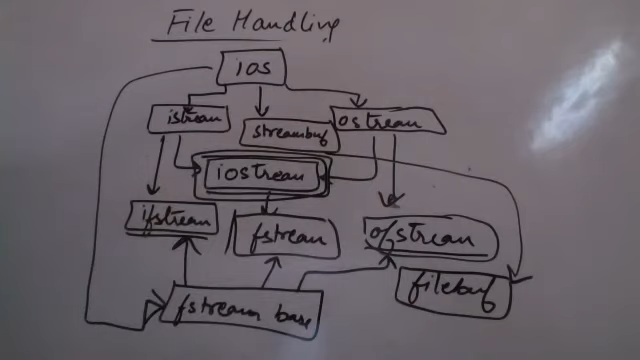 File Handling
ios
istream
streambuf
ostream
iostream
ifstream
fstream
ofstream
filebuf
fstream base